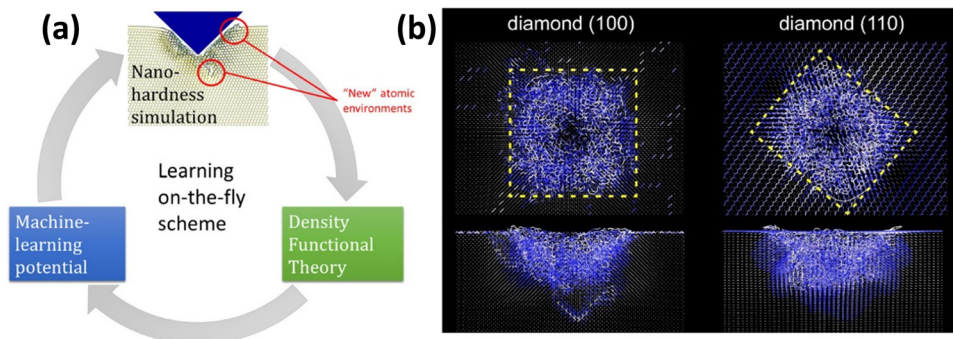 (a)
Nano-
hardness
simulation
"New" atomic
environments
Learning
on-the-fly
scheme
Machine-
learning
potential
Density
Functional
Theory
(b)
diamond (100)
diamond (110)